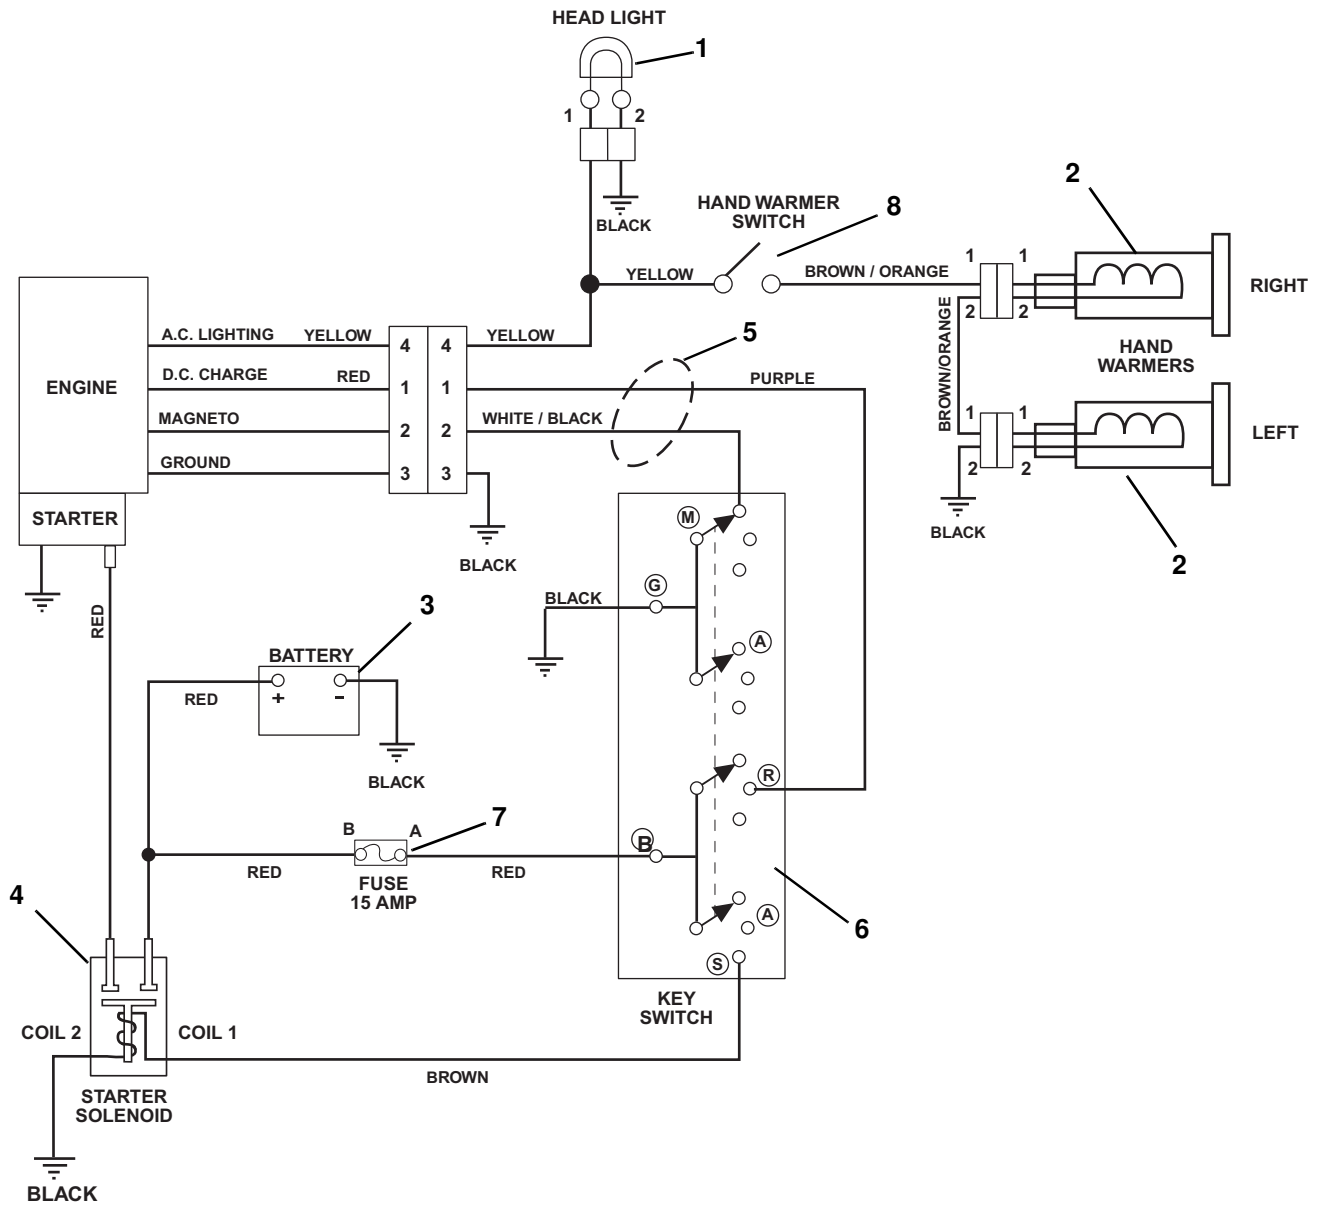 HEAD LIGHT
1
1
2
BLACK
HAND WARMER
SWITCH
8
2
YELLOW
BROWN / ORANGE
1
1
2
2
RIGHT
HAND
WARMERS
BROWN/ORANGE
1
1
2
2
LEFT
BLACK
2
ENGINE
A.C. LIGHTING
YELLOW
4
4
YELLOW
5
D.C. CHARGE
RED
1
1
PURPLE
MAGNETO
2
2
WHITE / BLACK
GROUND
3
3
BLACK
STARTER
RED
M
G
BLACK
A
R
B
A
S
6
KEY
SWITCH
3
BATTERY
+
-
RED
BLACK
7
B
A
RED
FUSE
15 AMP
RED
4
COIL 2
COIL 1
STARTER
SOLENOID
BROWN
BLACK